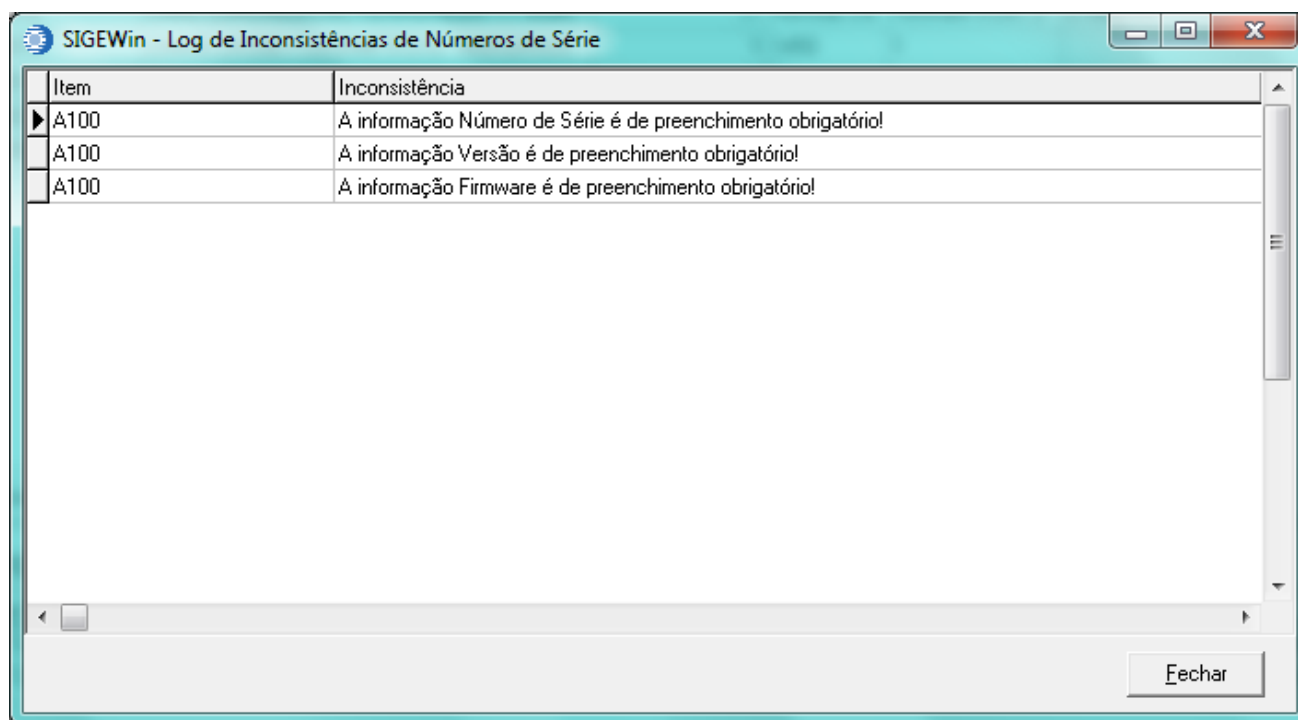 SIGEWin - Log de Inconsistências de Números de Série
Item Inconsistência
A100 A informação Número de Série é de preenchimento obrigatório!
A100 A informação Versão é de preenchimento obrigatório!
A100 A informação Firmware é de preenchimento obrigatório!
Fechar